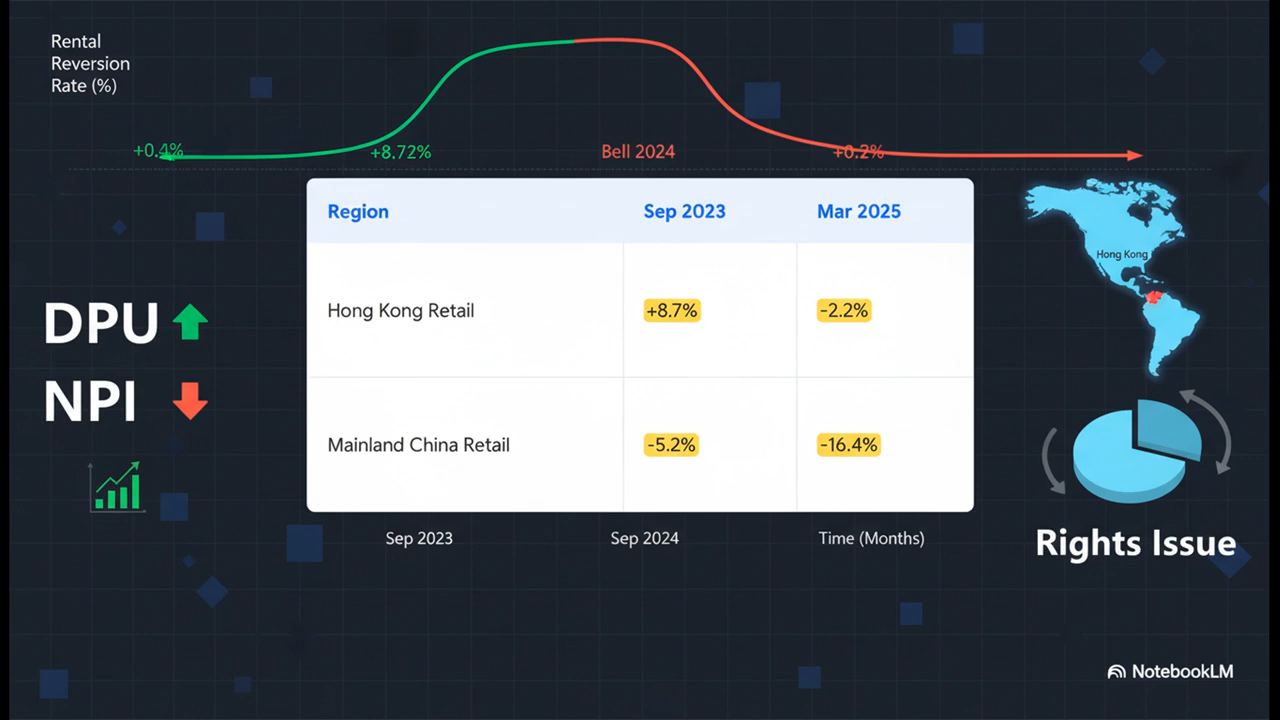 Rental
Reversion
Rate (%)
+0.4%
+8.72%
Bell 2024
+0.2%
Region
Sep 2023
Mar 2025
Hong Kong Retail
+8.7%
-2.2%
Mainland China Retail
-5.2%
-16.4%
DPU
NPI
Hong Kong
Sep 2023
Sep 2024
Time (Months)
Rights Issue
NotebookLM